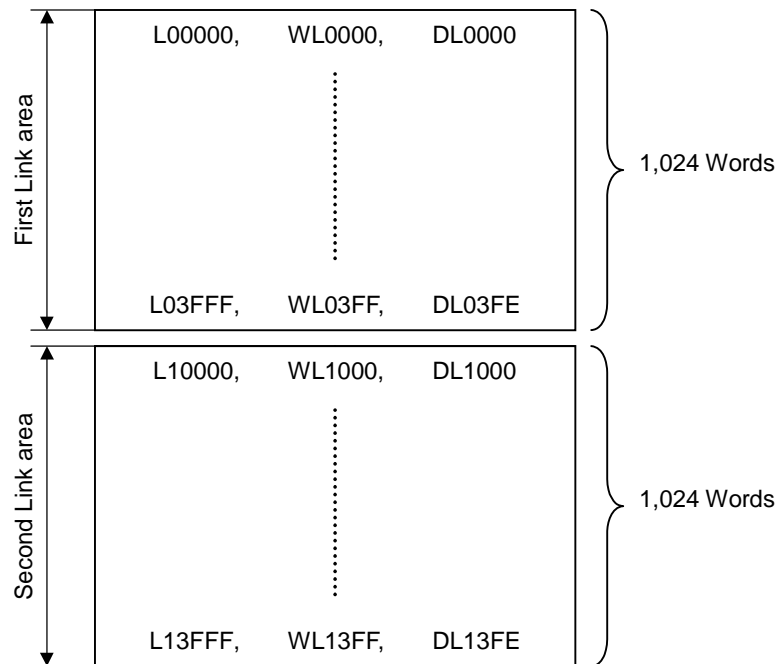 First Link area
L00000, WL0000, DL0000
1,024 Words
L03FFF, WL03FF, DL03FE
Second Link area
L10000, WL1000, DL1000
1,024 Words
L13FFF, WL13FF, DL13FE